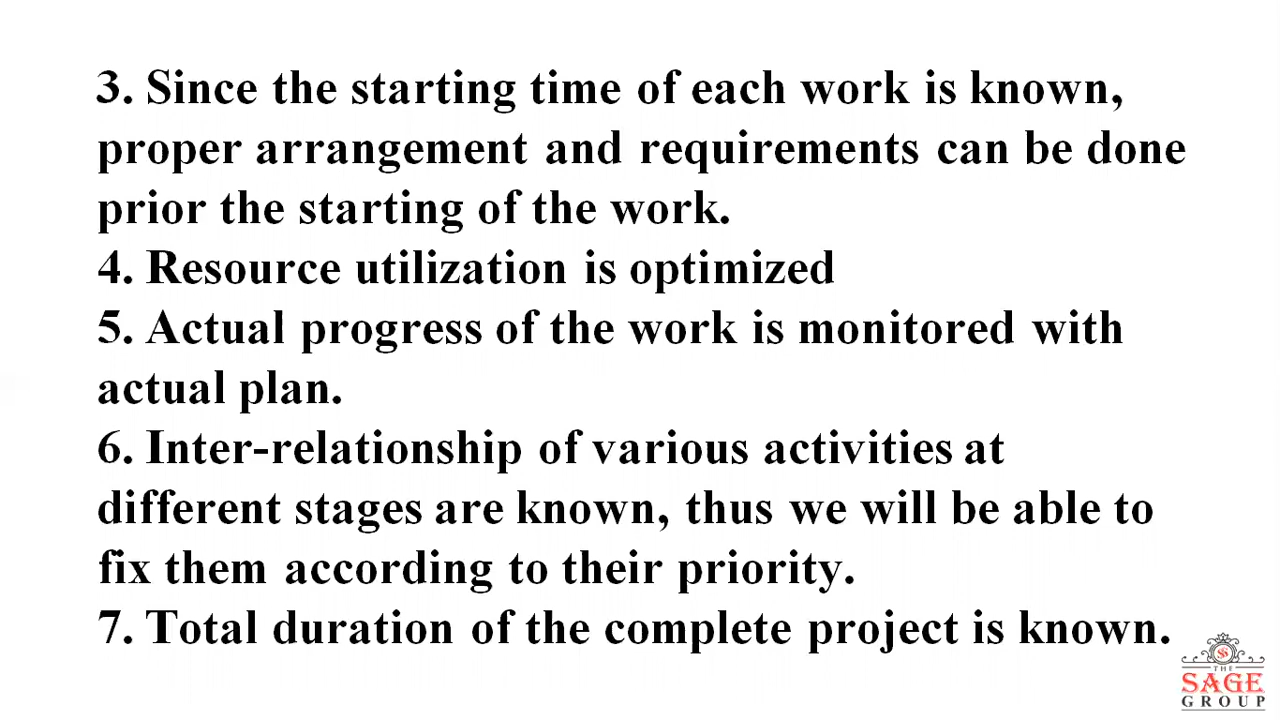 3. Since the starting time of each work is known,
proper arrangement and requirements can be done
prior the starting of the work.
4. Resource utilization is optimized
5. Actual progress of the work is monitored with
actual plan.
6. Inter-relationship of various activities at
different stages are known, thus we will be able to
fix them according to their priority.
7. Total duration of the complete project is known.
THE
SAGE
GROUP